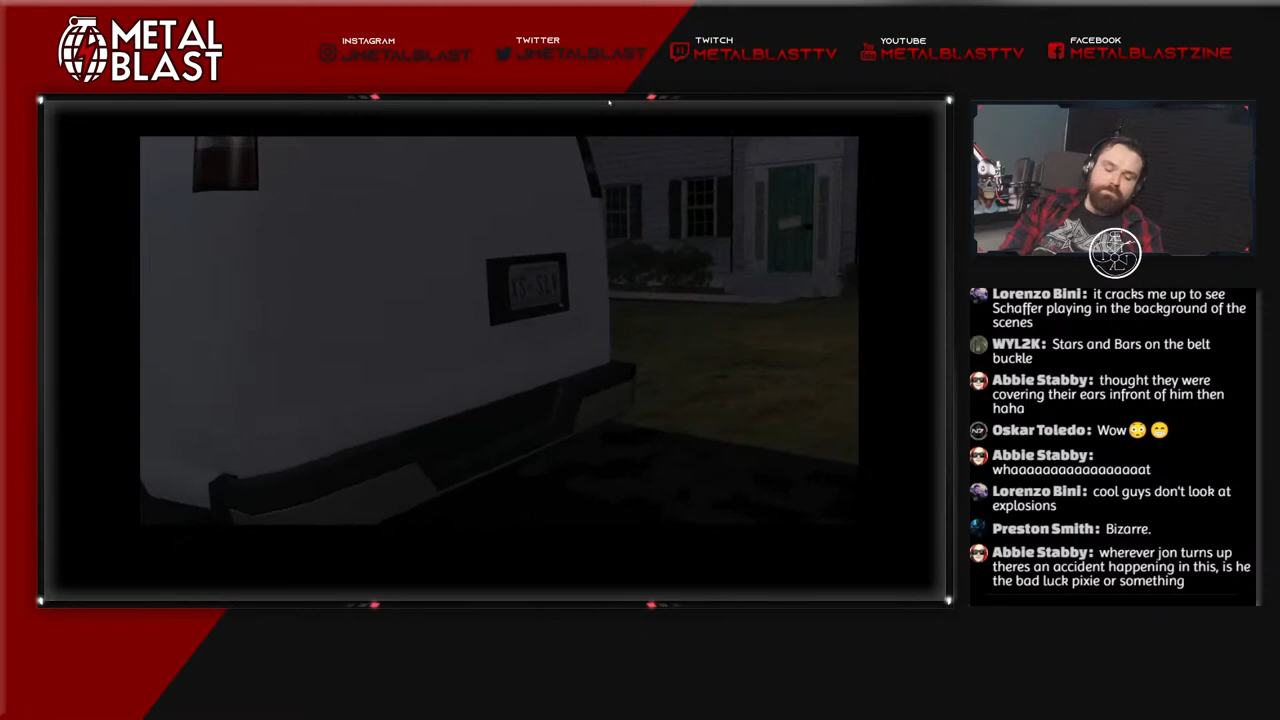 METAL
BLAST
INSTAGRAM
JMETALBLAST
TWITTER
JMETALBLAST
TWITCH
METALBLASTTV
YOUTUBE
METALBLASTTV
FACEBOOK
METALBLASTZINE
Lorenzo Bini: it cracks me up to see
Schaffer playing in the background of the
scenes
WYL2K: Stars and Bars on the belt
buckle
Abbie Stabby: thought they were
covering their ears infront of him then
haha
N7
Oskar Toledo: Wow😳 😁
Abbie Stabby:
whaaaaaaaaaaaaaaaaat
Lorenzo Bini: cool guys don't look at
explosions
Preston Smith: Bizarre.
Abbie Stabby: wherever jon turns up
theres an accident happening in this, is he
the bad luck pixie or something